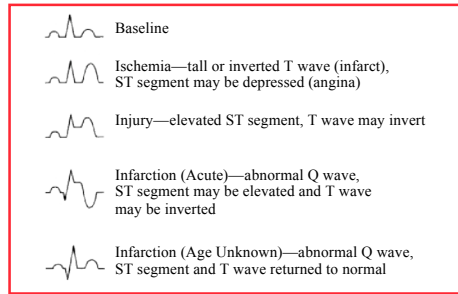 Baseline
Ischemia—tall or inverted T wave (infarct),
ST segment may be depressed (angina)
Injury—elevated ST segment, T wave may invert
Infarction (Acute)—abnormal Q wave,
ST segment may be elevated and T wave
may be inverted
Infarction (Age Unknown)—abnormal Q wave,
ST segment and T wave returned to normal